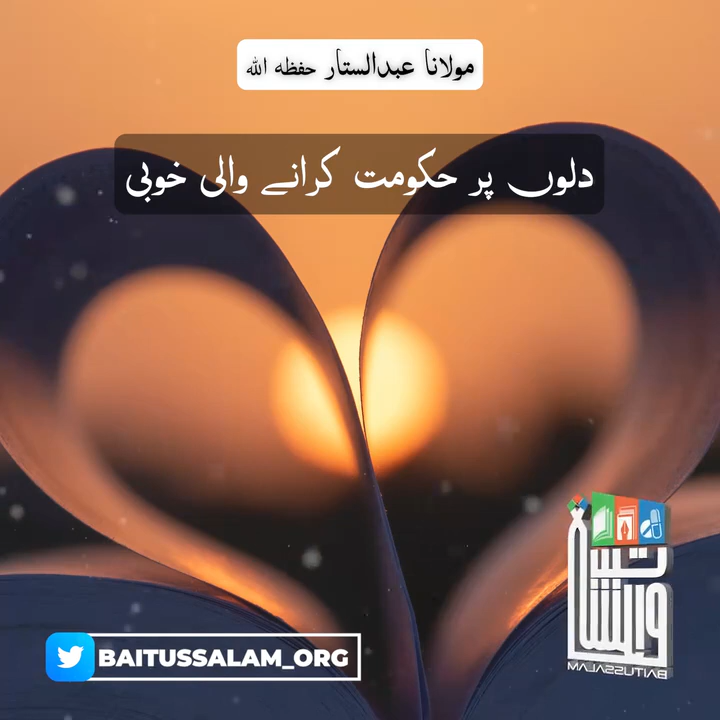 مولانا عبدالستار حفظہ اللہ
دلوں پر حکومت کرانے والی خوبی
BAITUSSALAM_ORG
BAITUSSALAM